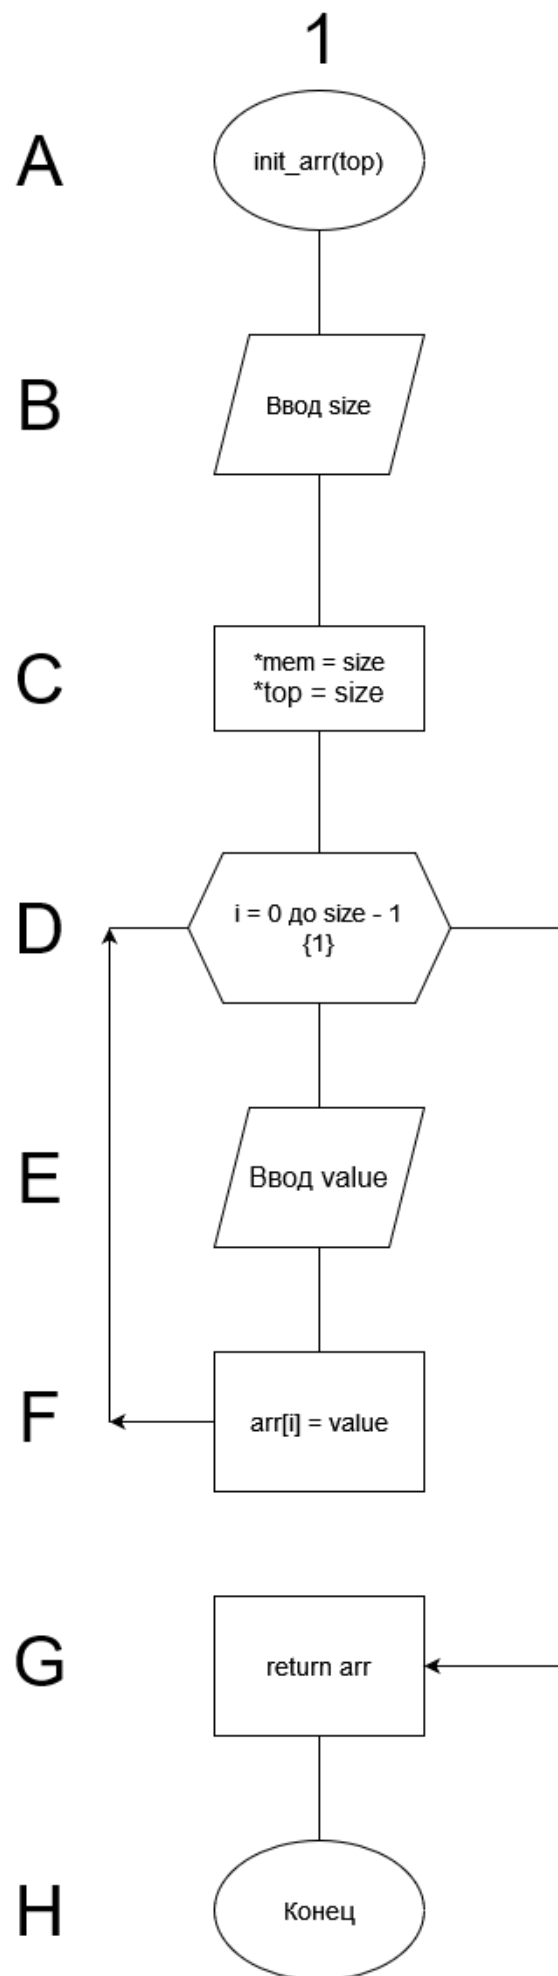 1
A
init_arr(top)
B
Ввод size
C
*mem = size
*top = size
D
i = 0 до size - 1
{1}
E
Ввод value
F
arr[i] = value
G
return arr
H
Конец